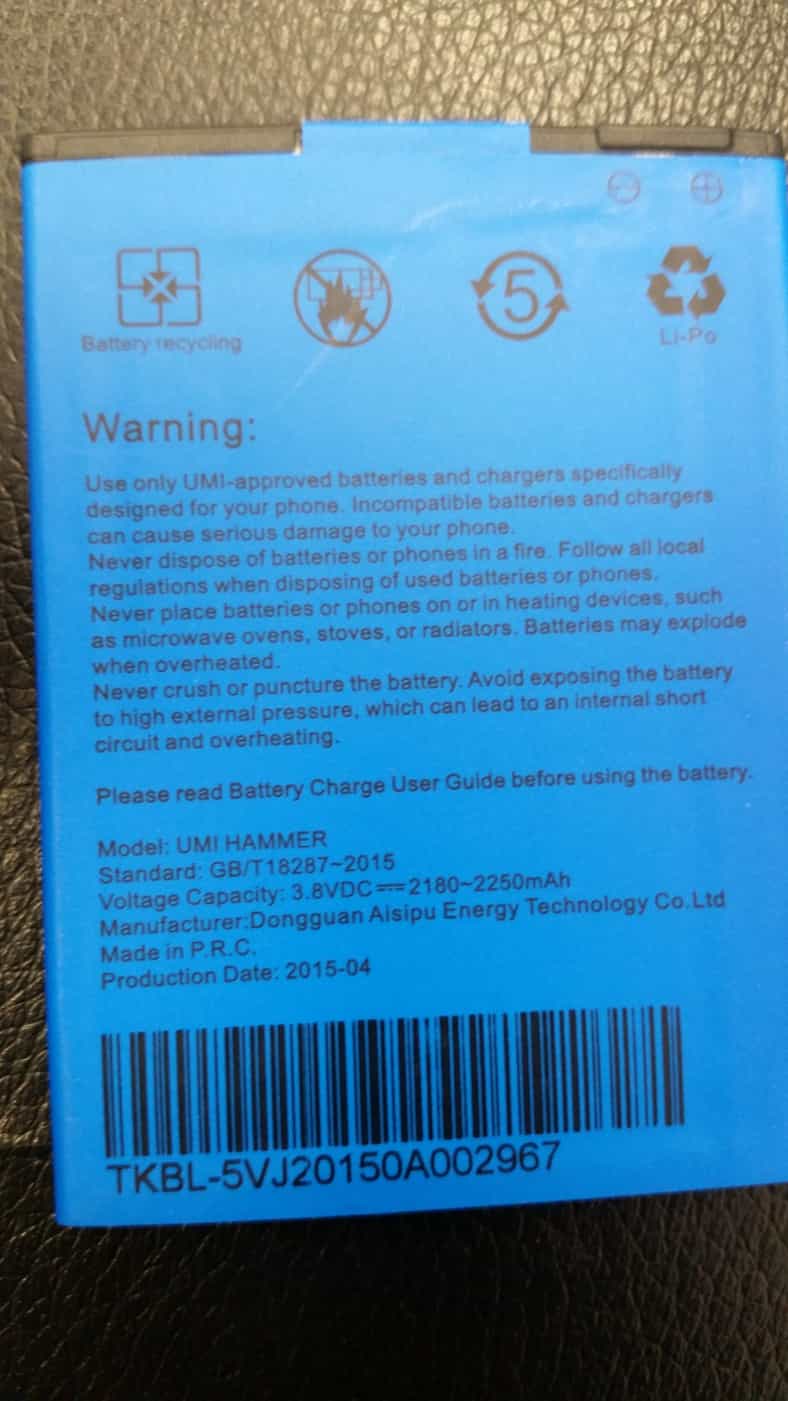 Battery recycling
5
Li-Po
Warning:
Use only UMI-approved batteries and chargers specifically
designed for your phone. Incompatible batteries and chargers
can cause serious damage to your phone.
Never dispose of batteries or phones in a fire. Follow all local
regulations when disposing of used batteries or phones.
Never place batteries or phones on or in heating devices, such
as microwave ovens, stoves, or radiators. Batteries may explode
when overheated.
Never crush or puncture the battery. Avoid exposing the battery
to high external pressure, which can lead to an internal short
circuit and overheating.
Please read Battery Charge User Guide before using the battery.
Model: UMI HAMMER
Standard: GB/T18287-2015
Voltage Capacity: 3.8VDC⎓2180~2250mAh
Manufacturer:Dongguan Aisipu Energy Technology Co.Ltd
Made in P.R.C.
Production Date: 2015-04
TKBL-5VJ20150A002967